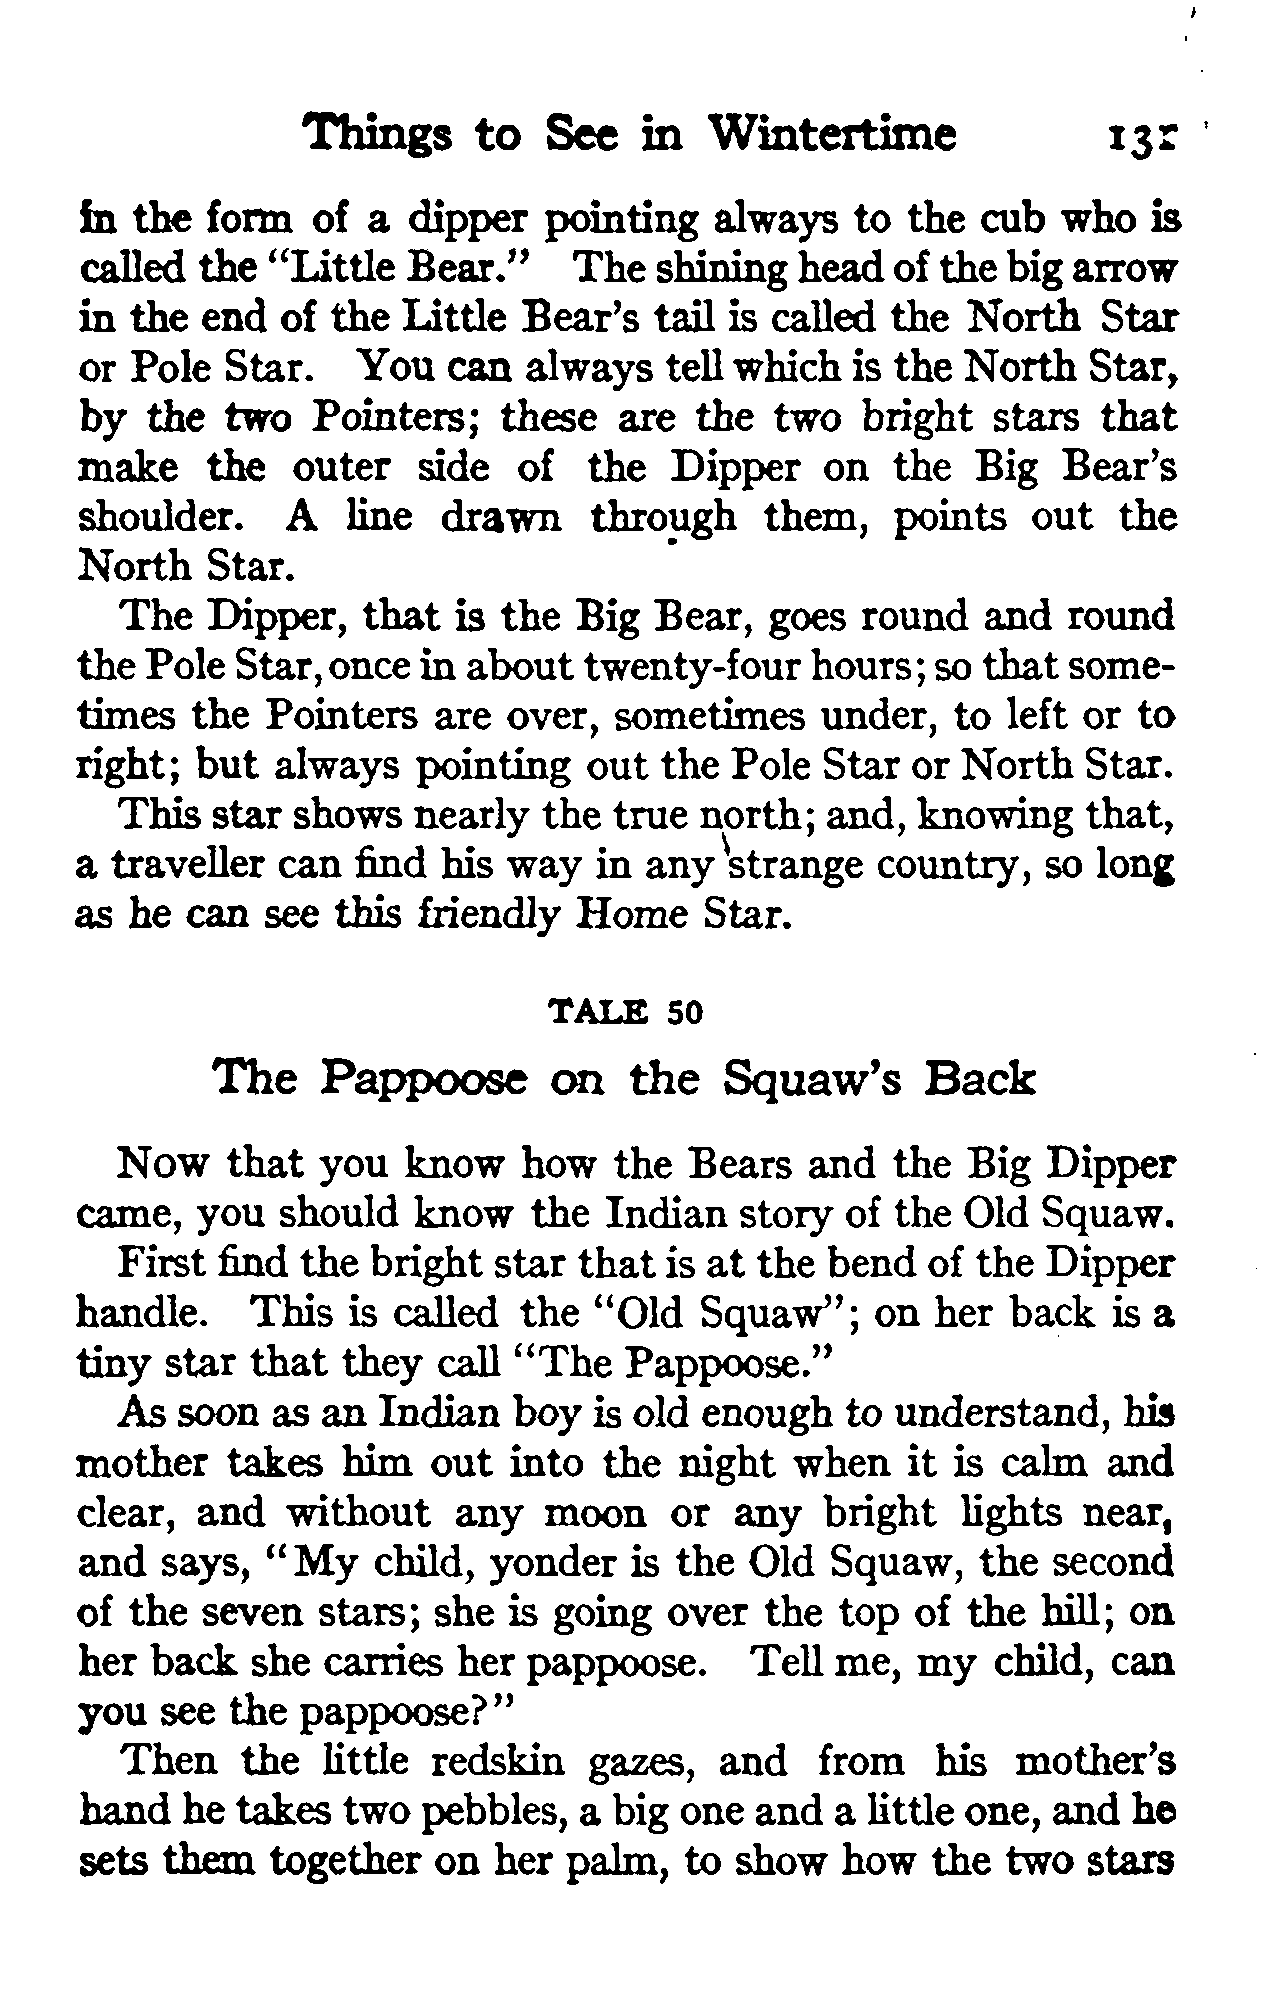 Things to See in Wintertime 131
in the form of a dipper pointing always to the cub who is
called the “Little Bear.” The shining head of the big arrow
in the end of the Little Bear’s tail is called the North Star
or Pole Star. You can always tell which is the North Star,
by the two Pointers; these are the two bright stars that
make the outer side of the Dipper on the Big Bear’s
shoulder. A line drawn through them, points out the
North Star.
The Dipper, that is the Big Bear, goes round and round
the Pole Star, once in about twenty-four hours; so that some-
times the Pointers are over, sometimes under, to left or to
right; but always pointing out the Pole Star or North Star.
This star shows nearly the true north; and, knowing that,
a traveller can find his way in any strange country, so long
as he can see this friendly Home Star.
TALE 50
The Pappoose on the Squaw’s Back
Now that you know how the Bears and the Big Dipper
came, you should know the Indian story of the Old Squaw.
First find the bright star that is at the bend of the Dipper
handle. This is called the “Old Squaw”; on her back is a
tiny star that they call “The Pappoose.”
As soon as an Indian boy is old enough to understand, his
mother takes him out into the night when it is calm and
clear, and without any moon or any bright lights near,
and says, “My child, yonder is the Old Squaw, the second
of the seven stars; she is going over the top of the hill; on
her back she carries her pappoose. Tell me, my child, can
you see the pappoose?”
Then the little redskin gazes, and from his mother’s
hand he takes two pebbles, a big one and a little one, and he
sets them together on her palm, to show how the two stars